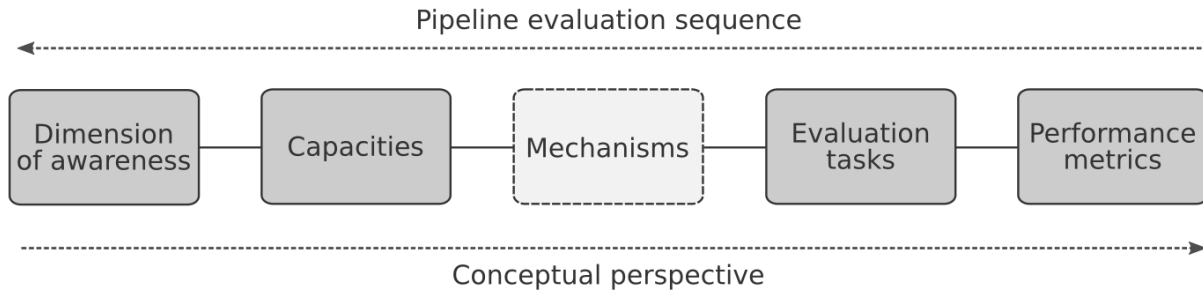 Pipeline evaluation sequence
Dimension
of awareness
Capacities
Mechanisms
Evaluation
tasks
Performance
metrics
Conceptual perspective